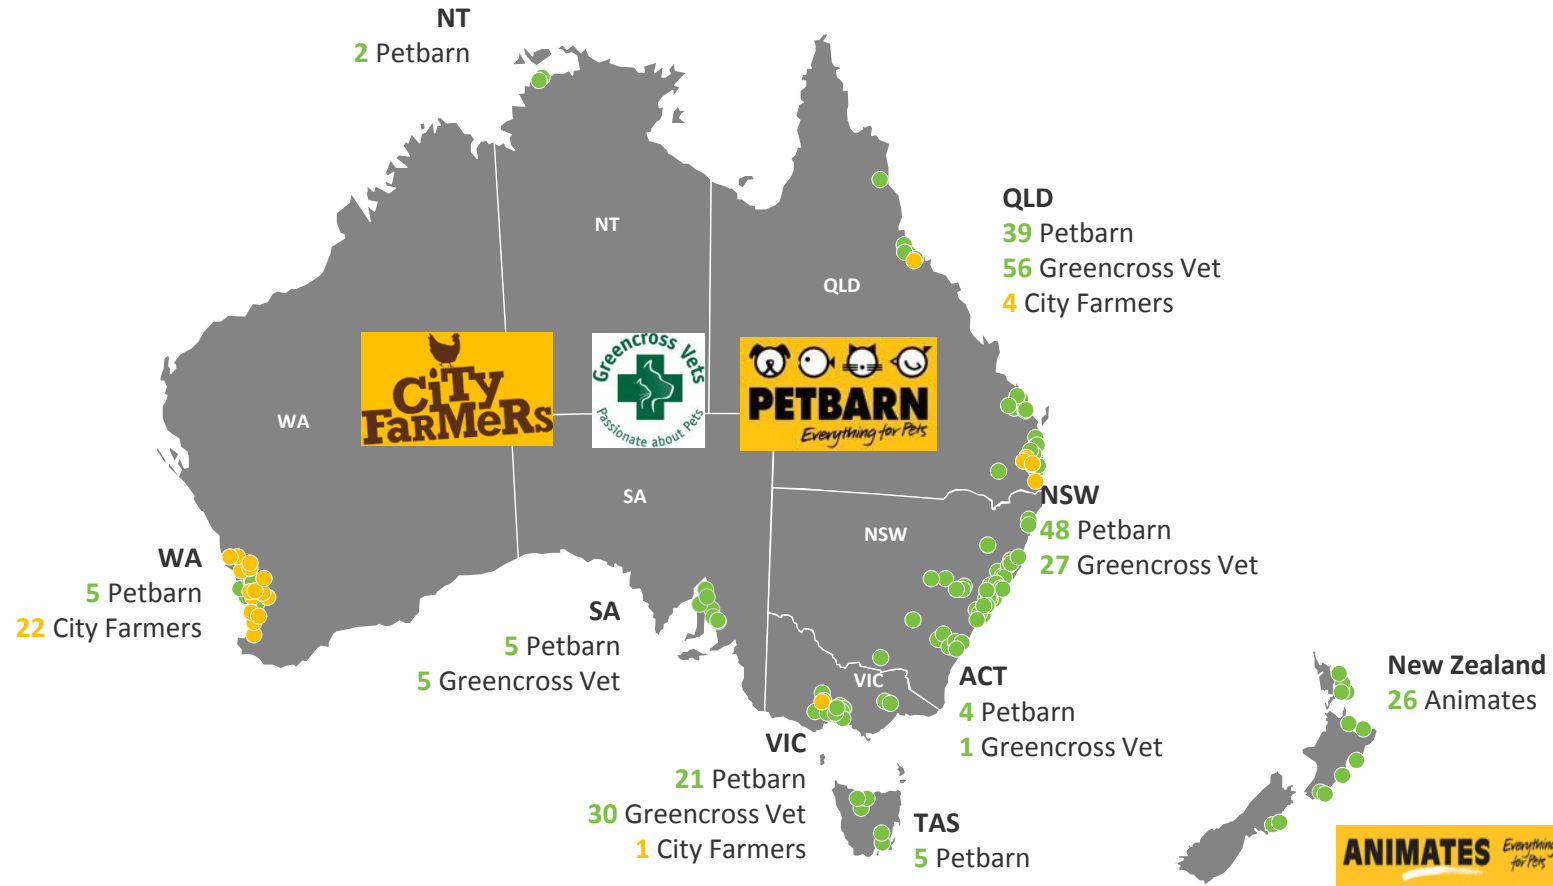 NT
2 Petbarn
NT
QLD
39 Petbarn
56 Greencross Vet
4 City Farmers
QLD
CiTy
FaRMeRs
Greencross Vets
Passionate about Pets
PETBARN
Everything for Pets
WA
SA
NSW
NSW
48 Petbarn
27 Greencross Vet
WA
5 Petbarn
22 City Farmers
SA
5 Petbarn
5 Greencross Vet
VIC
ACT
4 Petbarn
1 Greencross Vet
New Zealand
26 Animates
VIC
21 Petbarn
30 Greencross Vet
1 City Farmers
TAS
5 Petbarn
ANIMATES
Everything
for Pets